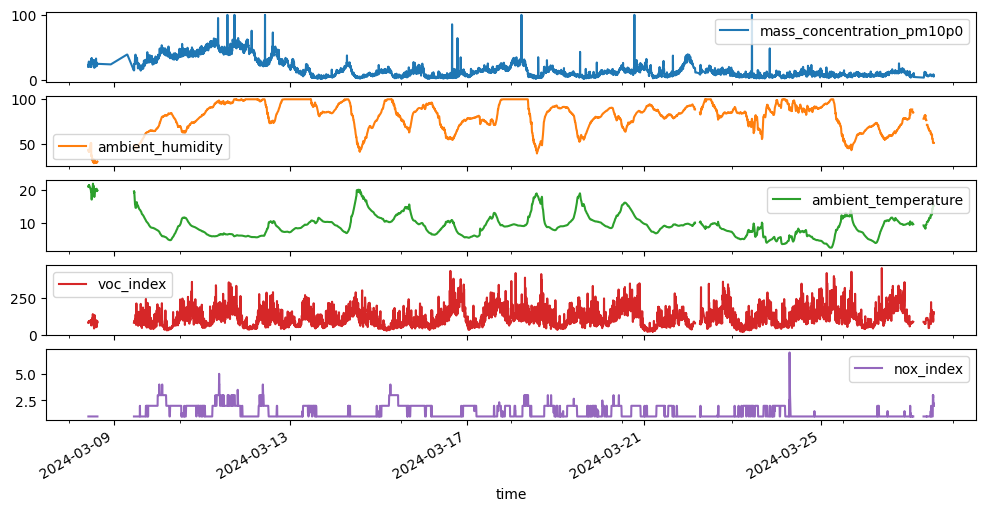 100
0
mass_concentration_pm10p0
100
50
ambient_humidity
20
10
ambient_temperature
250
0
voc_index
5.0
2.5
nox_index
2024-03-09
2024-03-13
2024-03-17
2024-03-21
2024-03-25
time